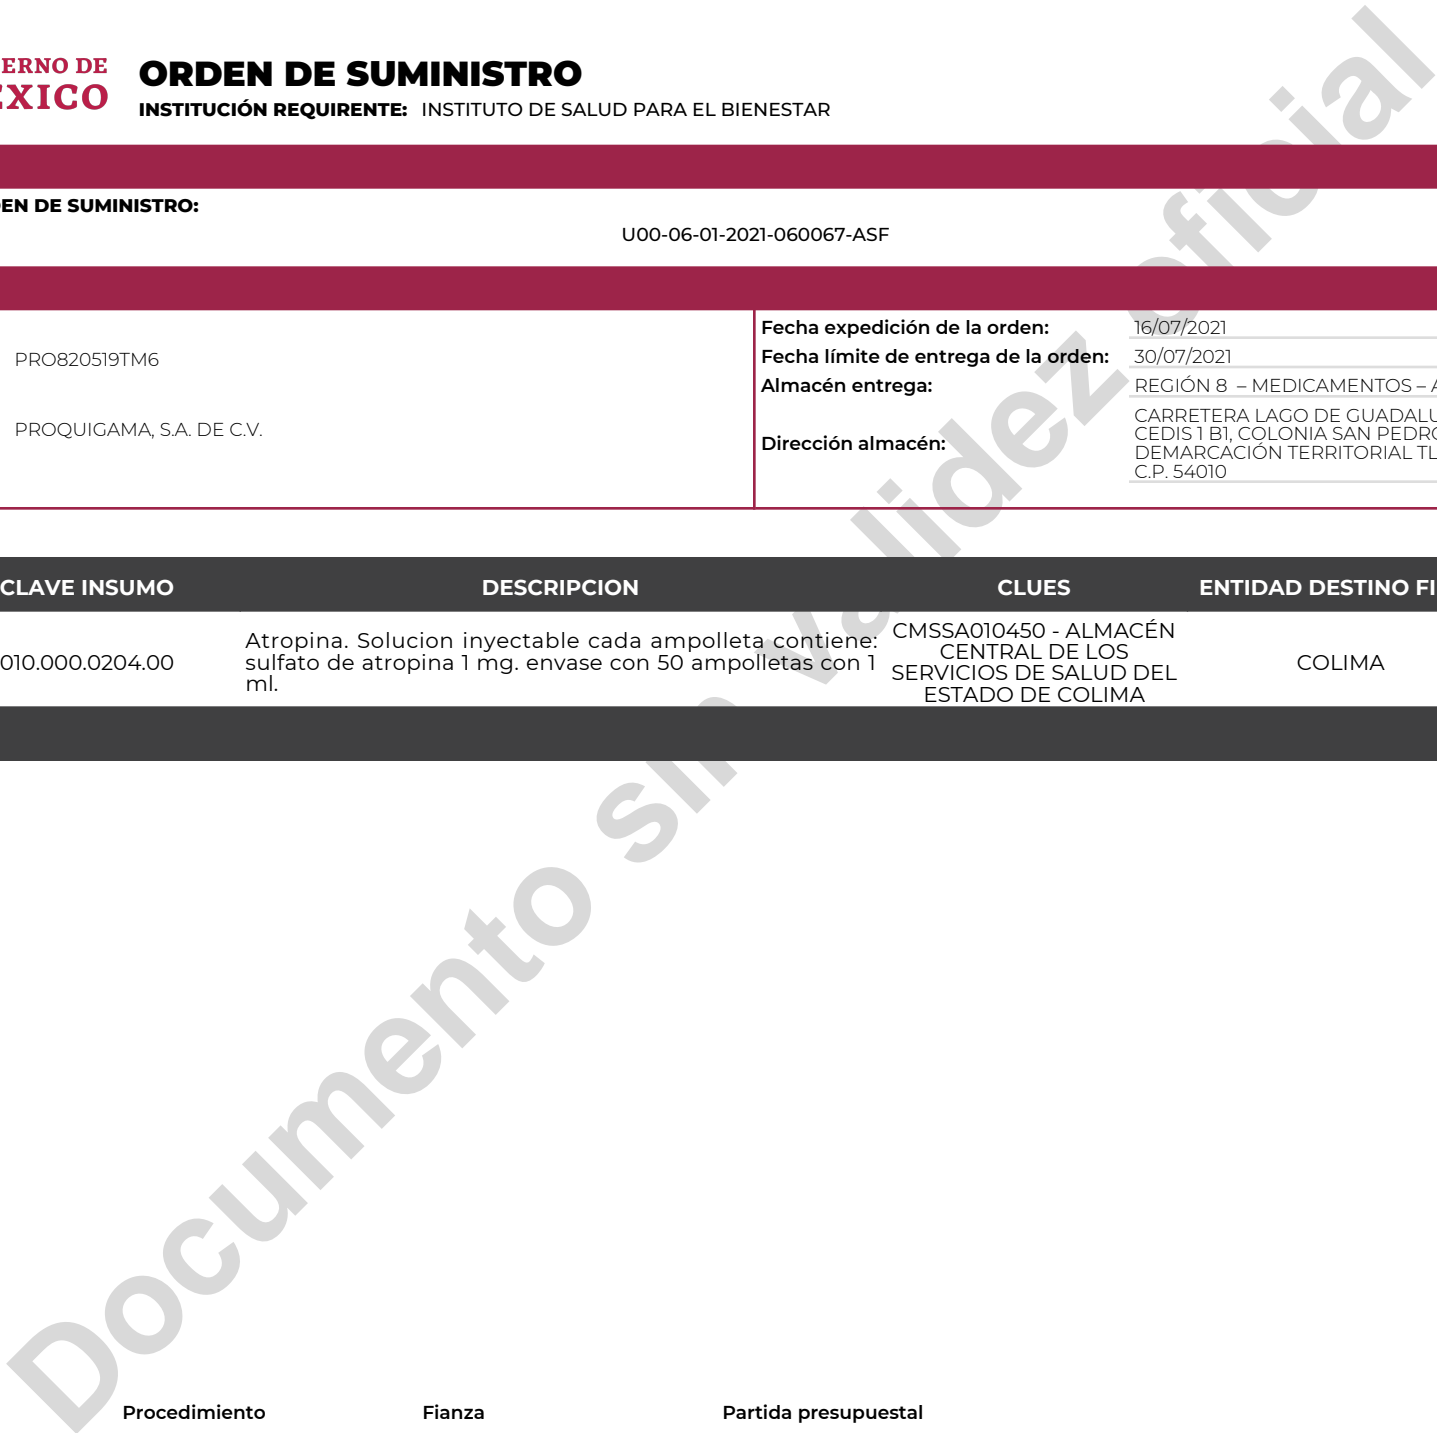 ERNO DE
EXICO
ORDEN DE SUMINISTRO
INSTITUCIÓN REQUIRENTE: INSTITUTO DE SALUD PARA EL BIENESTAR
EN DE SUMINISTRO:
U00-06-01-2021-060067-ASF
PRO820519TM6
PROQUIGAMA, S.A. DE C.V.
Fecha expedición de la orden: 16/07/2021
Fecha límite de entrega de la orden: 30/07/2021
Almacén entrega: REGIÓN 8 – MEDICAMENTOS – A
Dirección almacén:
CARRETERA LAGO DE GUADALU
CEDIS 1 B1, COLONIA SAN PEDRO
DEMARCACIÓN TERRITORIAL TL
C.P. 54010
CLAVE INSUMO DESCRIPCION CLUES ENTIDAD DESTINO FI
010.000.0204.00
Atropina. Solucion inyectable cada ampolleta contiene:
sulfato de atropina 1 mg. envase con 50 ampolletas con 1
ml.
CMSSA010450 - ALMACÉN
CENTRAL DE LOS
SERVICIOS DE SALUD DEL
ESTADO DE COLIMA
COLIMA
Documento sin validez oficial
Procedimiento Fianza Partida presupuestal